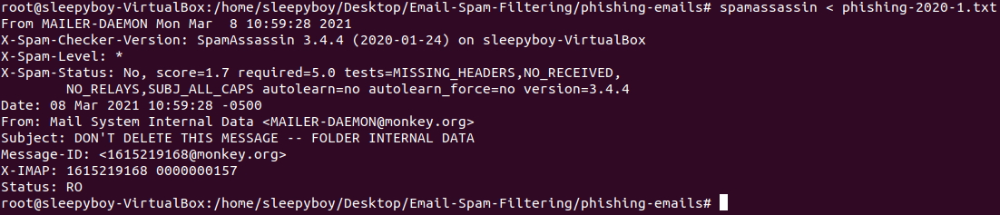 root@sleepyboy-VirtualBox:/home/sleepyboy/Desktop/Email-Spam-Filtering/phishing-emails# spamassassin < phishing-2020-1.txt
From MAILER-DAEMON Mon Mar  8 10:59:28 2021
X-Spam-Checker-Version: SpamAssassin 3.4.4 (2020-01-24) on sleepyboy-VirtualBox
X-Spam-Level: *
X-Spam-Status: No, score=1.7 required=5.0 tests=MISSING_HEADERS,NO_RECEIVED,
        NO_RELAYS,SUBJ_ALL_CAPS autolearn=no autolearn_force=no version=3.4.4
Date: 08 Mar 2021 10:59:28 -0500
From: Mail System Internal Data <MAILER-DAEMON@monkey.org>
Subject: DON'T DELETE THIS MESSAGE -- FOLDER INTERNAL DATA
Message-ID: <1615219168@monkey.org>
X-IMAP: 1615219168 0000000157
Status: RO
root@sleepyboy-VirtualBox:/home/sleepyboy/Desktop/Email-Spam-Filtering/phishing-emails#